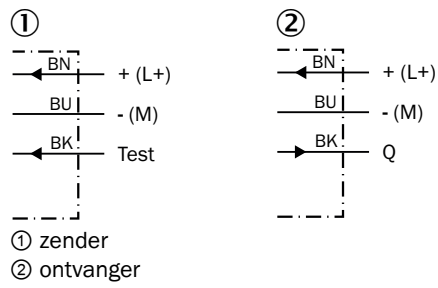 ① ②
BN + (L+) BN + (L+)
BU - (M) BU - (M)
BK Test BK Q
① zender
② ontvanger